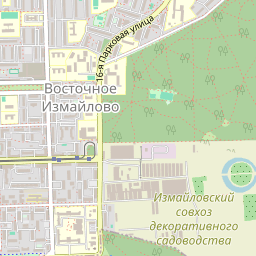 16-я Парковая улица
Восточное
Измайлово
Измайловский
совхоз
декоративного
садоводства